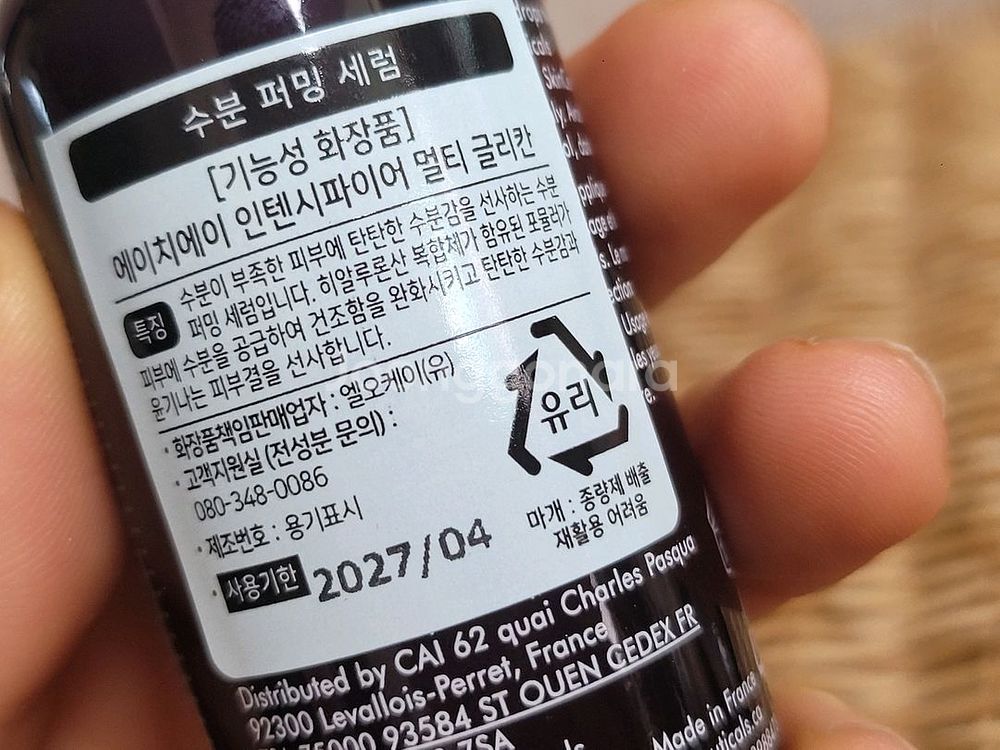 수분 퍼밍 세럼
[기능성 화장품]
에이치에이 인텐시파이어 멀티 글리칸
특징
수분이 부족한 피부에 탄탄한 수분감을 선사하는 수분
퍼밍 세럼입니다. 히알루론산 복합체가 함유된 포뮬러가
피부에 수분을 공급하여 건조함을 완화시키고 탄탄한 수분감과
윤기나는 피부결을 선사합니다.
· 화장품책임판매업자 : 엘오케이(유)
· 고객지원실 (전성분 문의) :
080-348-0086
· 제조번호 : 용기표시
· 사용기한 2027/04
유리
마개 : 종량제 배출
재활용 어려움
Distributed by CAI 62 quai Charles Pasqua
92300 Levallois-Perret, France
75000 93584 ST OUEN CEDEX FR
Made in France